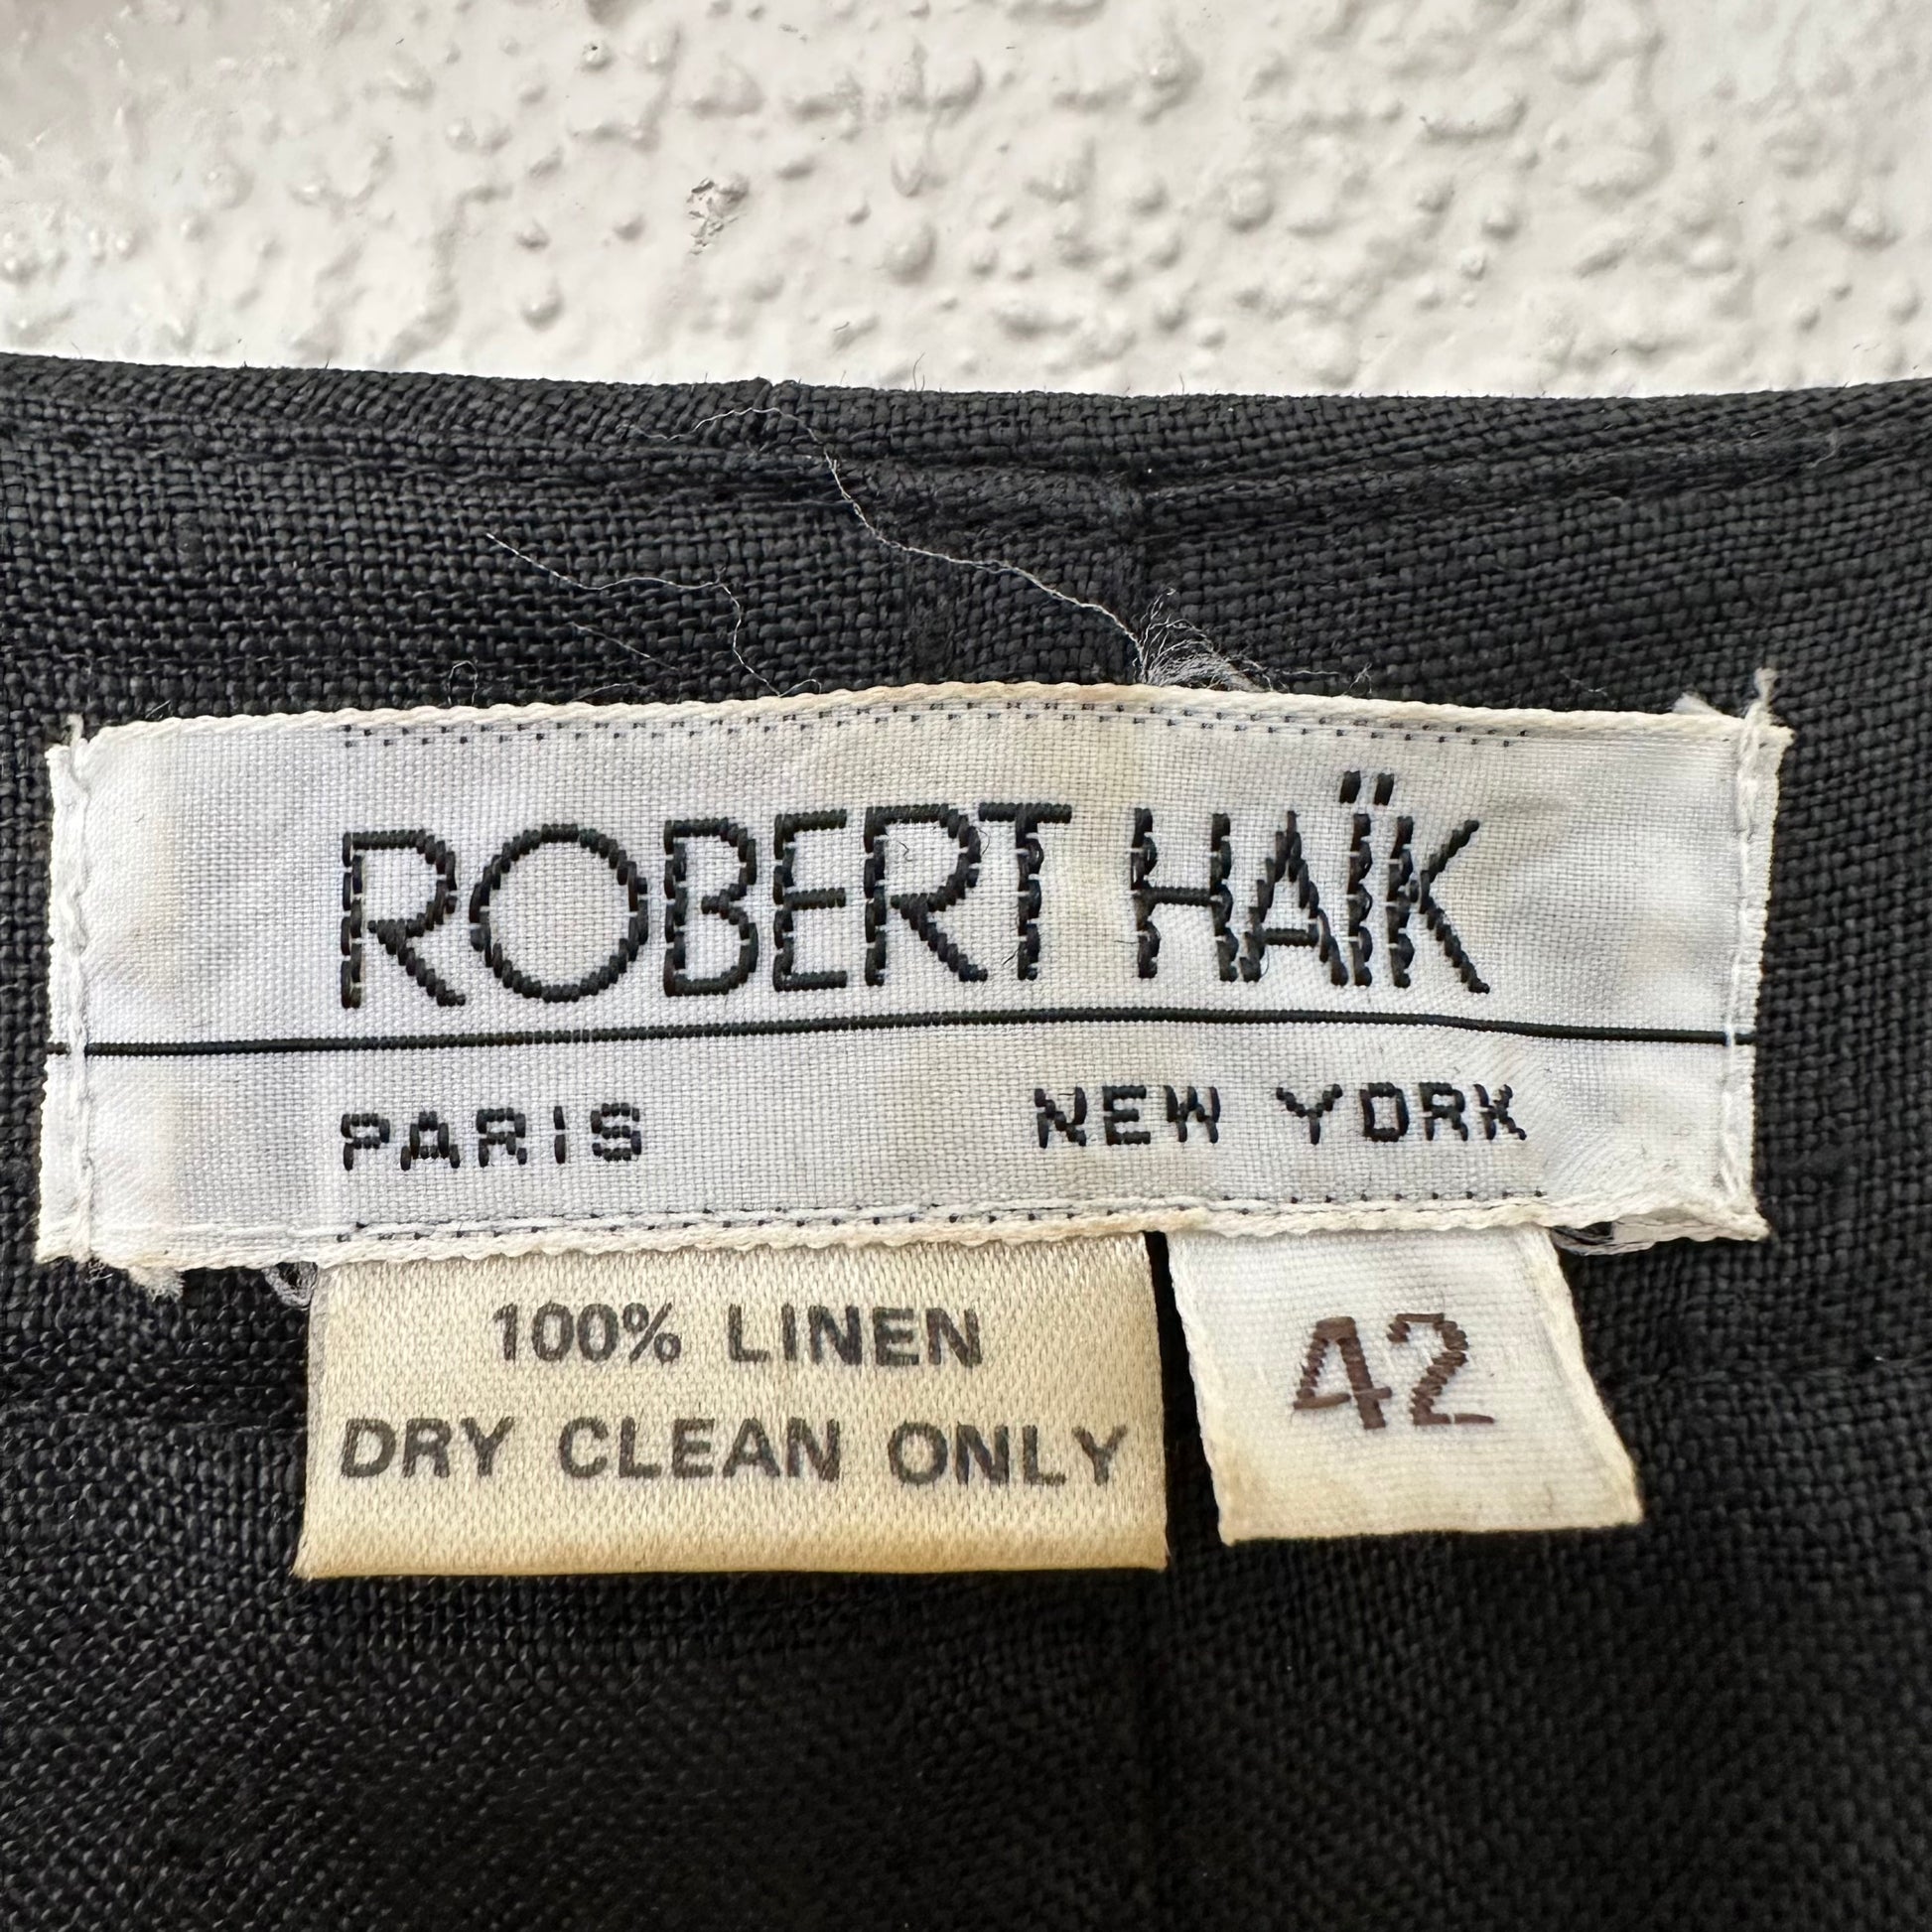 ROBERT HAÏK
PARIS NEW YORK
100% LINEN
DRY CLEAN ONLY
42